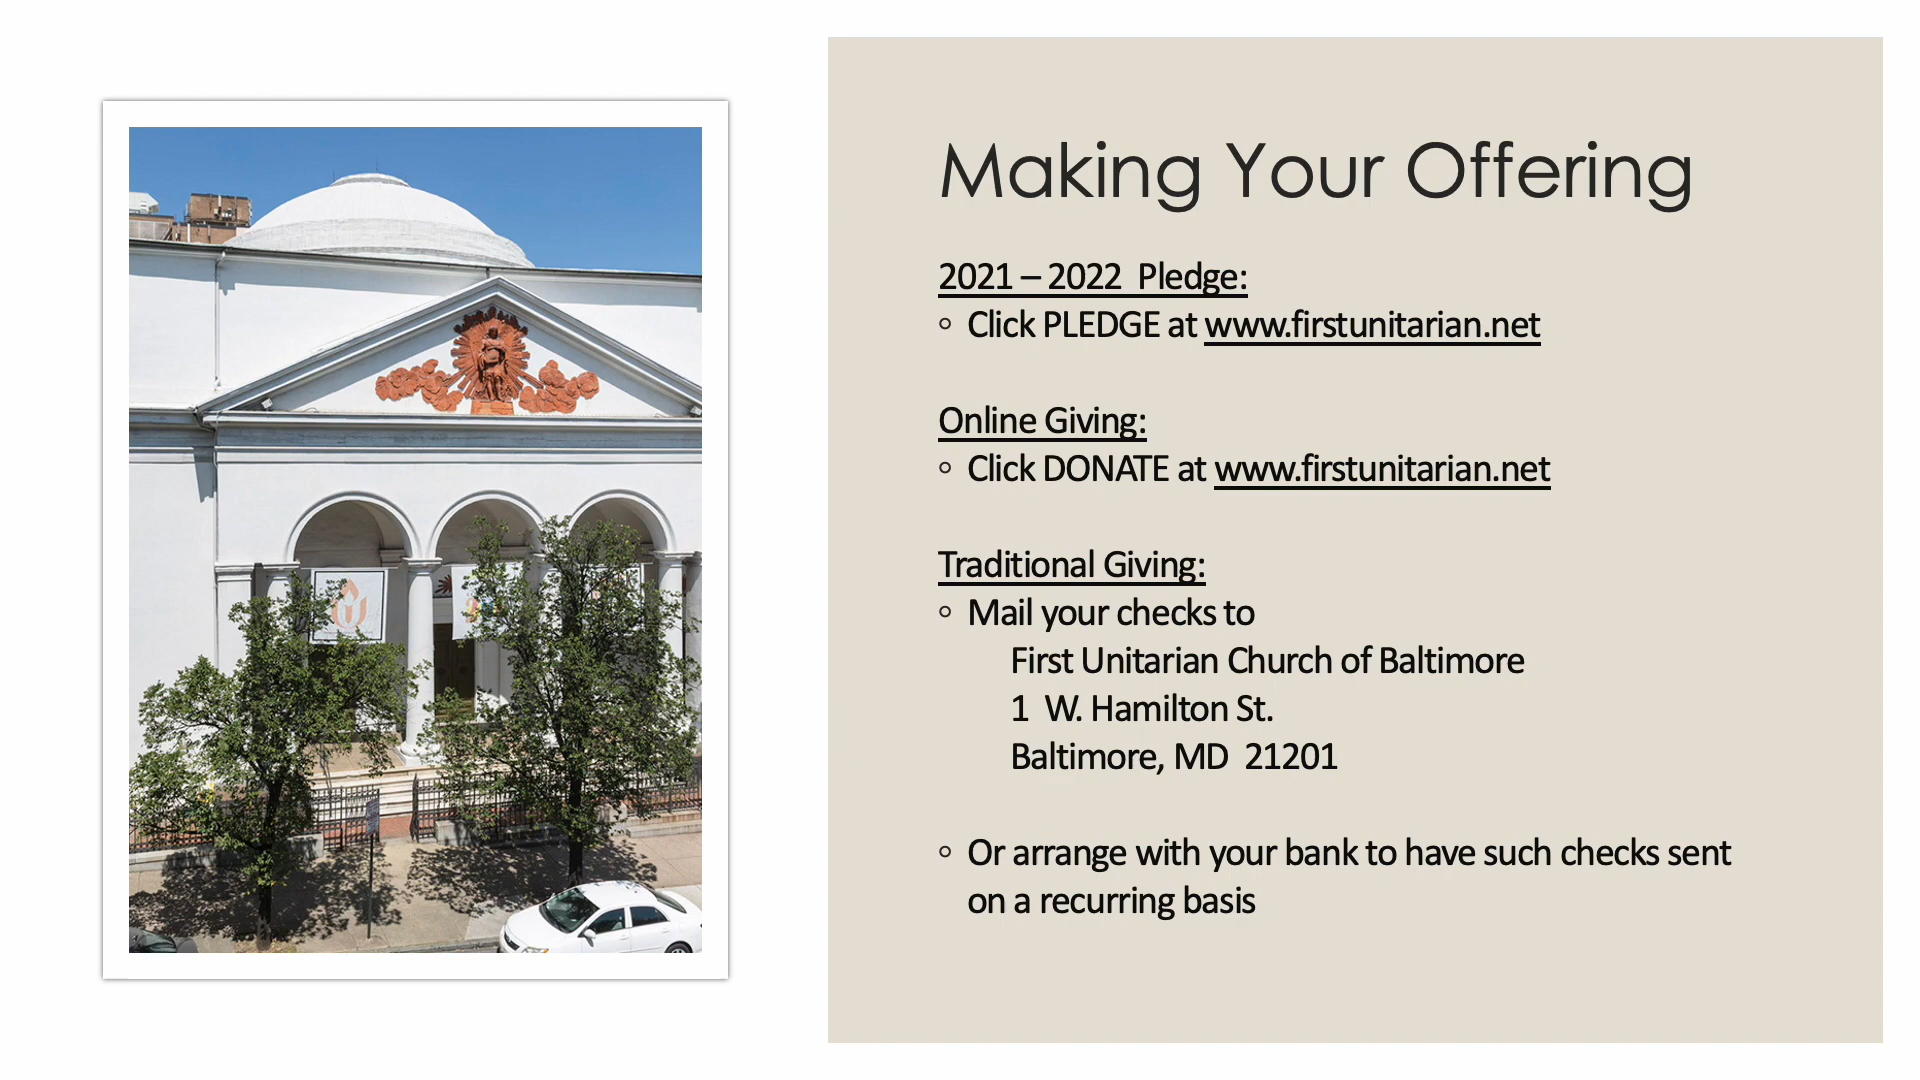 Making Your Offering
2021 – 2022  Pledge:
◦ Click PLEDGE at www.firstunitarian.net
Online Giving:
◦ Click DONATE at www.firstunitarian.net
Traditional Giving:
◦ Mail your checks to
First Unitarian Church of Baltimore
1  W. Hamilton St.
Baltimore, MD  21201
◦ Or arrange with your bank to have such checks sent
on a recurring basis